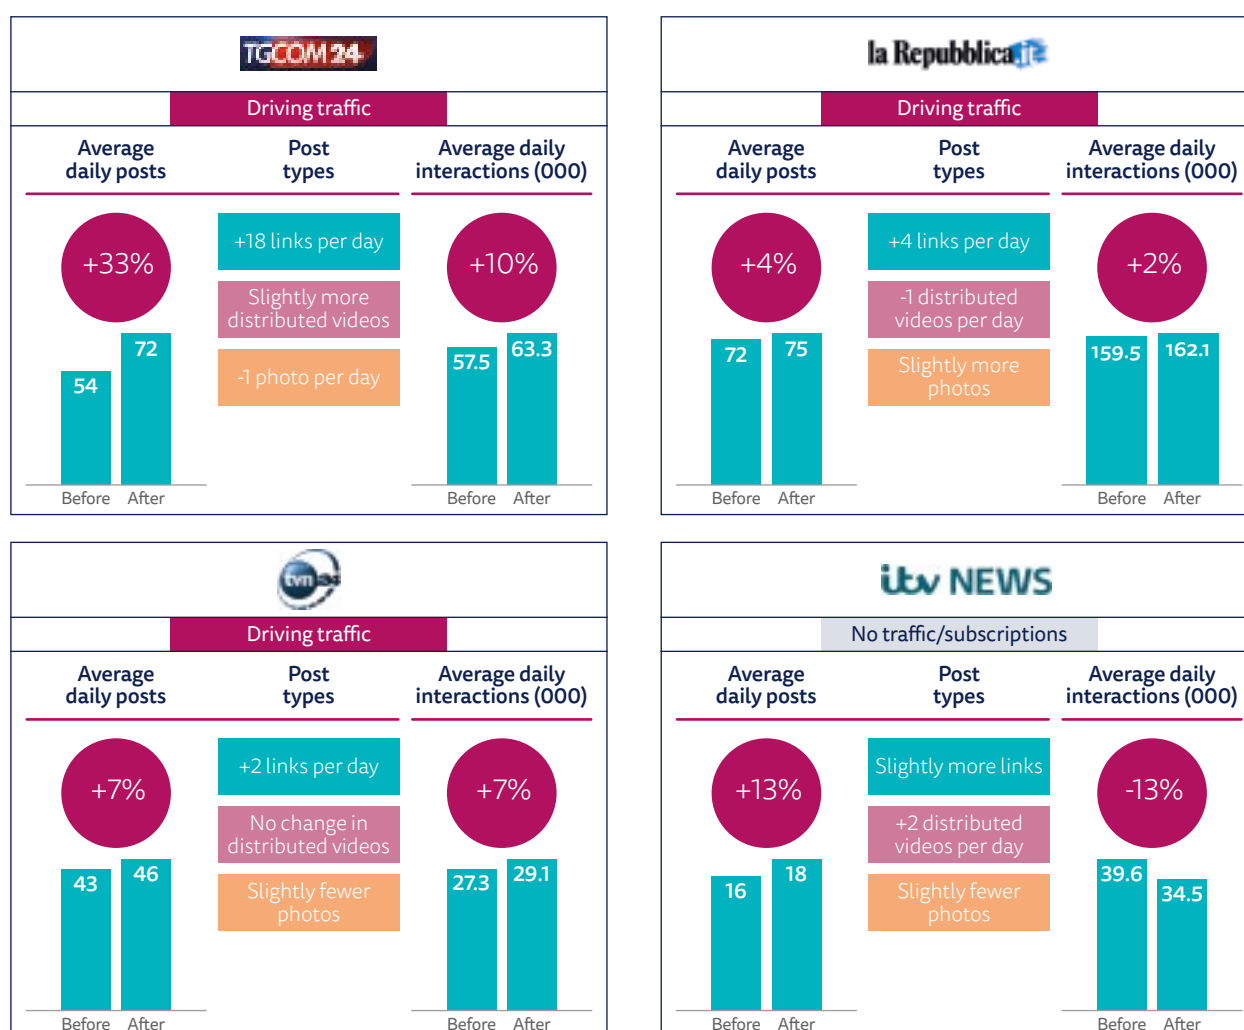 TGCOM24
Driving traffic
Average
daily posts
Post
types
Average daily
interactions (000)
+33%
+18 links per day
Slightly more
distributed videos
-1 photo per day
+10%
54
72
57.5
63.3
Before After
Before After
la Repubblica.it
Driving traffic
Average
daily posts
Post
types
Average daily
interactions (000)
+4%
+4 links per day
-1 distributed
videos per day
Slightly more
photos
+2%
72
75
159.5
162.1
Before After
Before After
tvn24
Driving traffic
Average
daily posts
Post
types
Average daily
interactions (000)
+7%
+2 links per day
No change in
distributed videos
Slightly fewer
photos
+7%
43
46
27.3
29.1
Before After
Before After
itv NEWS
No traffic/subscriptions
Average
daily posts
Post
types
Average daily
interactions (000)
+13%
Slightly more links
+2 distributed
videos per day
Slightly fewer
photos
-13%
16
18
39.6
34.5
Before After
Before After